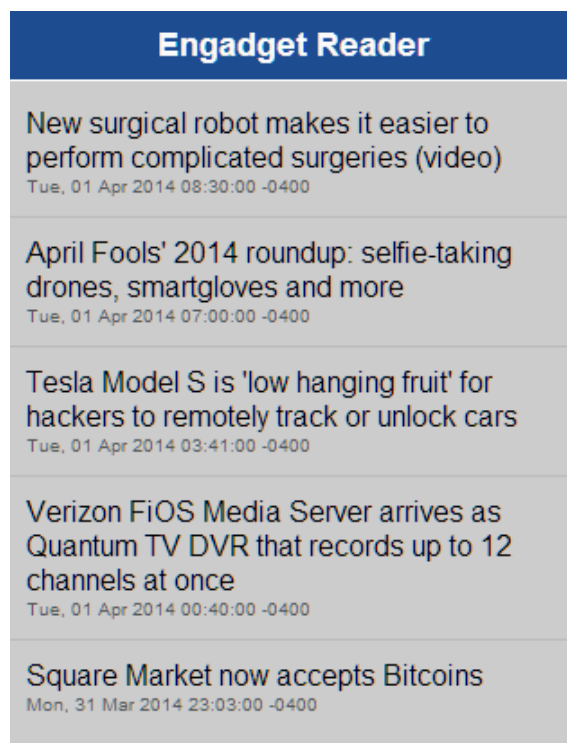 Engadget Reader
New surgical robot makes it easier to
perform complicated surgeries (video)
Tue, 01 Apr 2014 08:30:00 -0400
April Fools' 2014 roundup: selfie-taking
drones, smartgloves and more
Tue, 01 Apr 2014 07:00:00 -0400
Tesla Model S is 'low hanging fruit' for
hackers to remotely track or unlock cars
Tue, 01 Apr 2014 03:41:00 -0400
Verizon FiOS Media Server arrives as
Quantum TV DVR that records up to 12
channels at once
Tue, 01 Apr 2014 00:40:00 -0400
Square Market now accepts Bitcoins
Mon, 31 Mar 2014 23:03:00 -0400